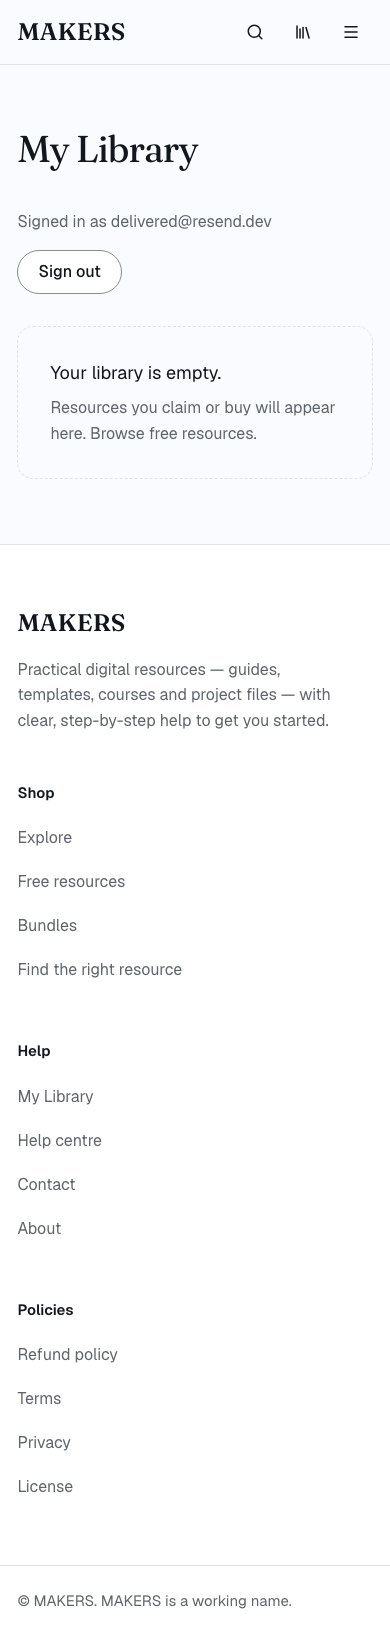 MAKERS
My Library
Signed in as delivered@resend.dev
Sign out
Your library is empty.
Resources you claim or buy will appear
here. Browse free resources.
MAKERS
Practical digital resources — guides,
templates, courses and project files — with
clear, step-by-step help to get you started.
Shop
Explore
Free resources
Bundles
Find the right resource
Help
My Library
Help centre
Contact
About
Policies
Refund policy
Terms
Privacy
License
© MAKERS. MAKERS is a working name.